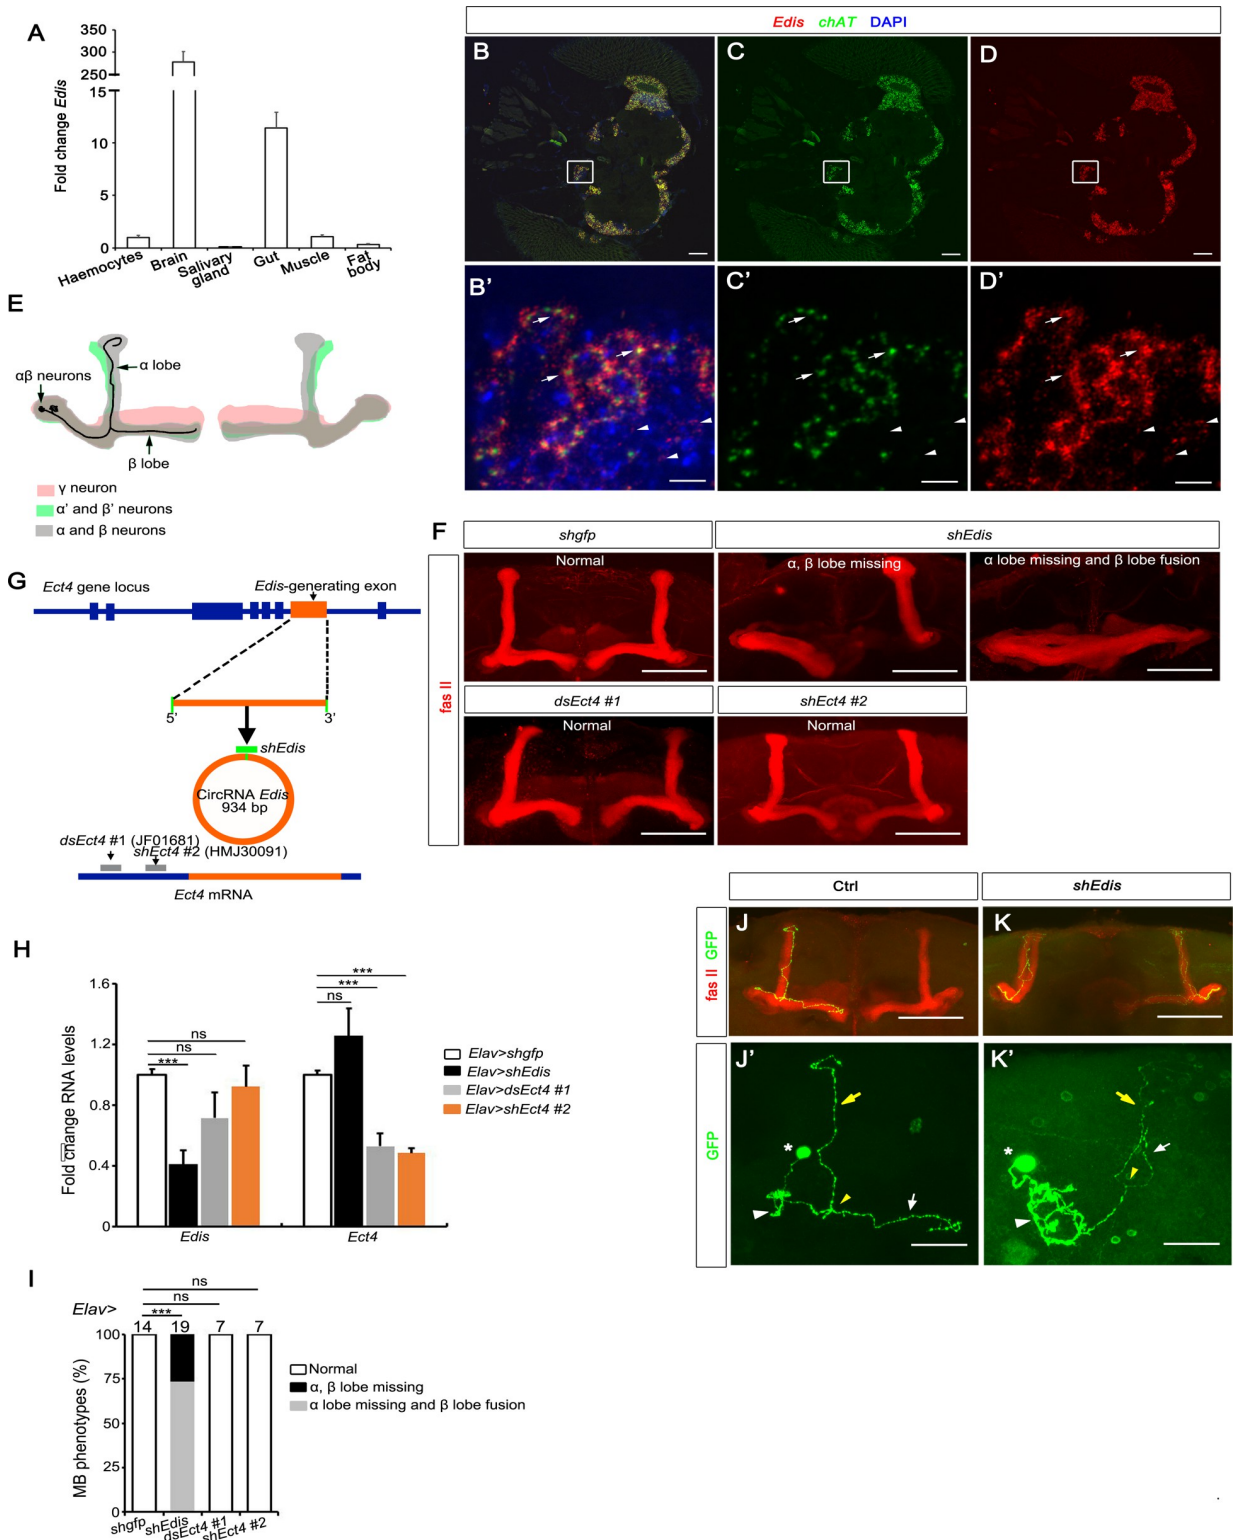 A
Fold change Edis
350
300
250
15
10
5
0
Haemocytes
Brain
Salivary
gland
Gut
Muscle
Fat
body
Edis chAT DAPI
B
C
D
B'
C'
D'
E
αβ neurons
α lobe
β lobe
γ neuron
α' and β' neurons
α and β neurons
F
shgfp
shEdis
Normal
α, β lobe missing
α lobe missing and β lobe fusion
fas II
dsEct4 #1
shEct4 #2
Normal
Normal
G
Ect4 gene locus
Edis-generating exon
5'
3'
shEdis
CircRNA Edis
934 bp
dsEct4 #1 (JF01681)
shEct4 #2 (HMJ30091)
Ect4 mRNA
H
Fold change RNA levels
1.6
1.2
0.8
0.4
0
ns
ns
***
***
***
ns
Edis
Ect4
Elav>shgfp
Elav>shEdis
Elav>dsEct4 #1
Elav>shEct4 #2
I
Elav>
ns
ns
***
14
19
7
7
MB phenotypes (%)
100
75
50
25
0
shgfp
shEdis
dsEct4 #1
shEct4 #2
Normal
α, β lobe missing
α lobe missing and β lobe fusion
Ctrl
shEdis
fas II GFP
J
K
GFP
J'
K'
*
*